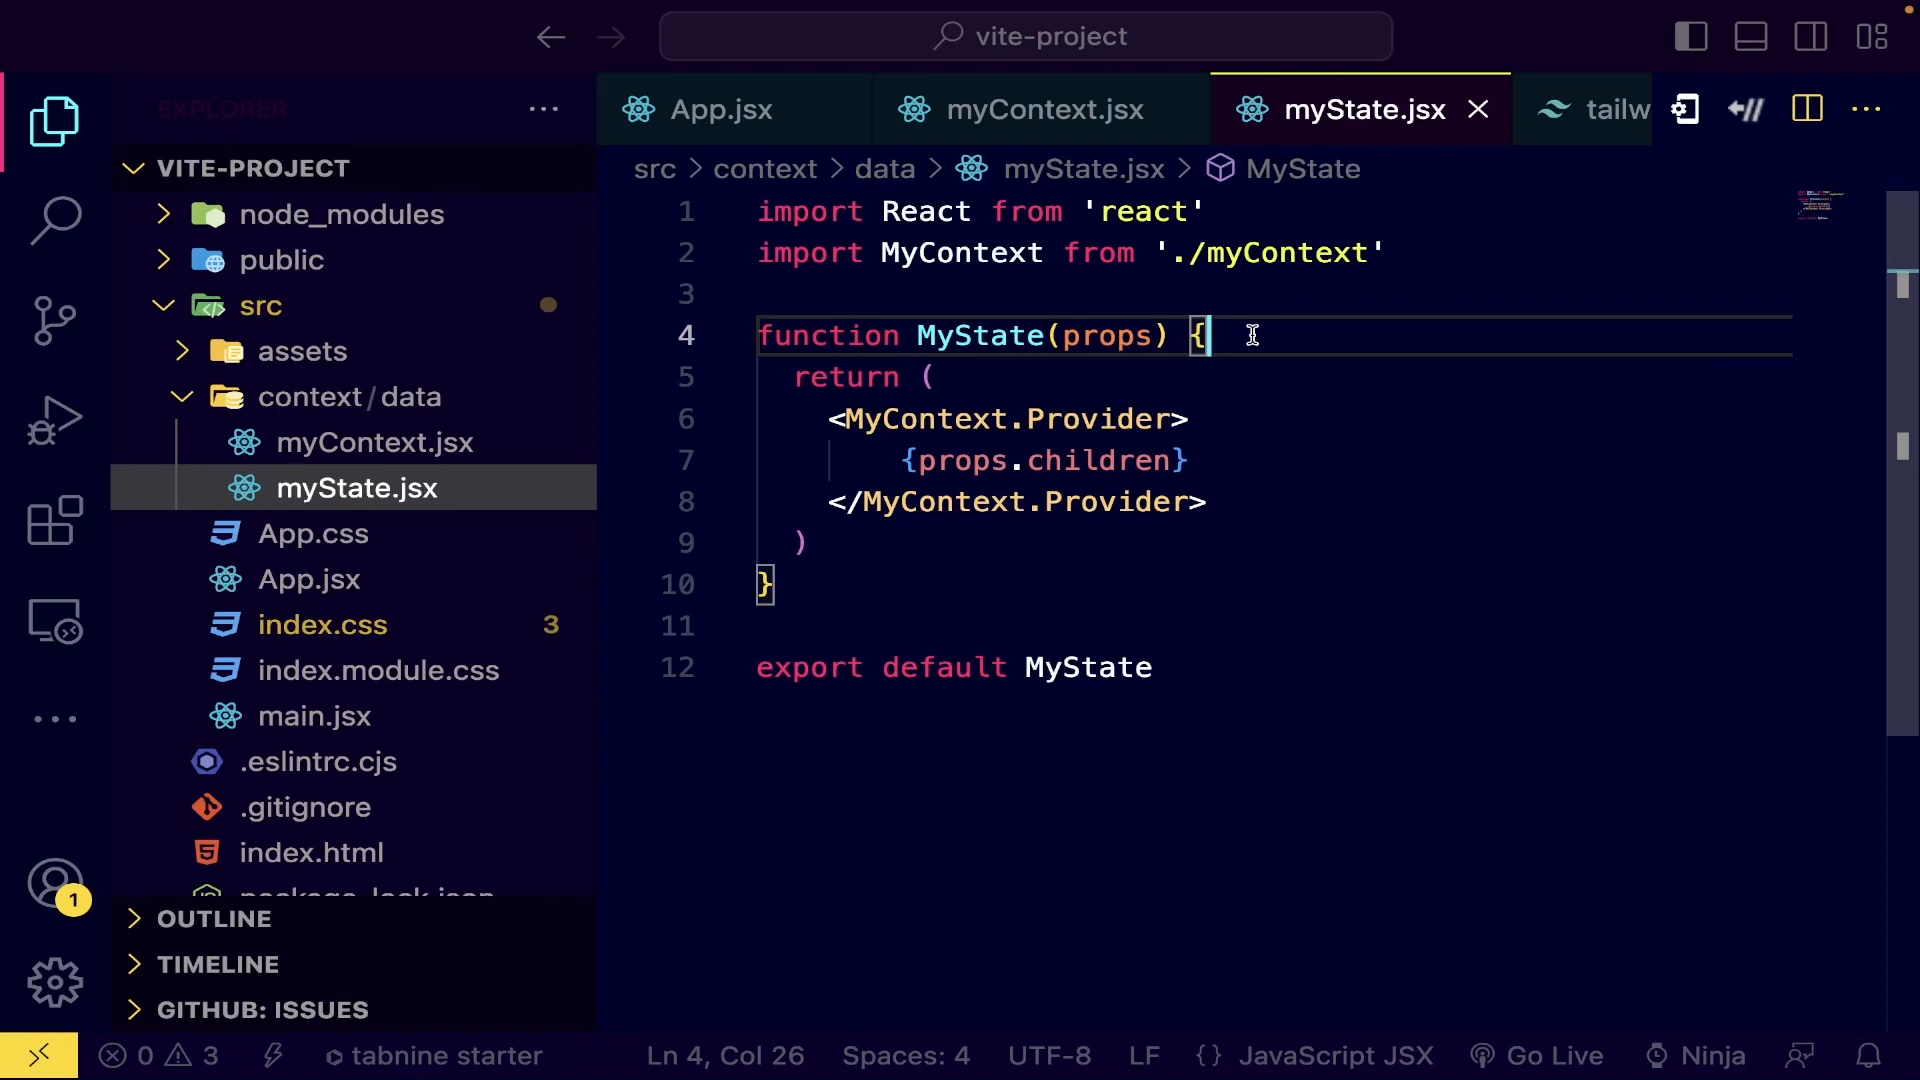 vite-project
EXPLORER
App.jsx
myContext.jsx
myState.jsx
tailw
VITE-PROJECT
src > context > data > myState.jsx > MyState
node_modules
public
src
assets
context/data
myContext.jsx
myState.jsx
App.css
App.jsx
index.css 3
index.module.css
main.jsx
.eslintrc.cjs
.gitignore
index.html
package-lock.json
OUTLINE
TIMELINE
GITHUB: ISSUES
1
1 import React from 'react'
2 import MyContext from './myContext'
3
4 function MyState(props) {
5 return (
6 <MyContext.Provider>
7 {props.children}
8 </MyContext.Provider>
9 )
10 }
11
12 export default MyState
0 3 tabnine starter Ln 4, Col 26 Spaces: 4 UTF-8 LF {} JavaScript JSX Go Live Ninja